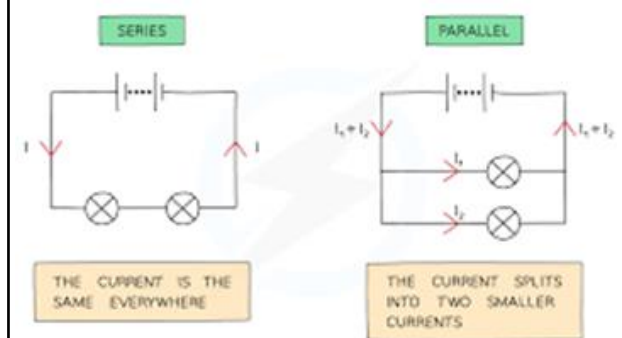 SERIES
PARALLEL
I
I
I₁ + I₂
I₁ + I₂
I₁
I₂
THE CURRENT IS THE
SAME EVERYWHERE
THE CURRENT SPLITS
INTO TWO SMALLER
CURRENTS